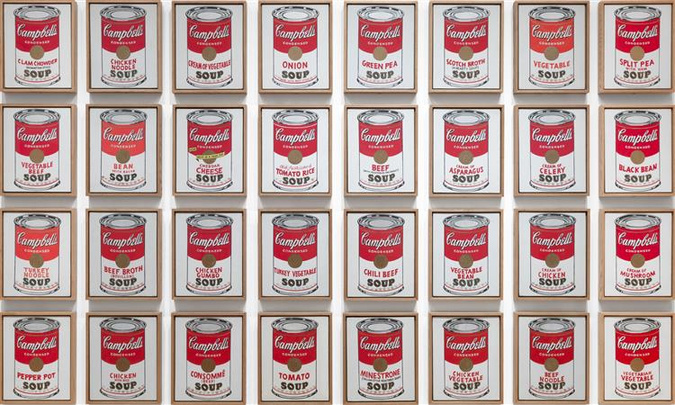 Campbell's
CONDENSED
CLAM CHOWDER
SOUP
Campbell's
CONDENSED
CHICKEN
NOODLE
SOUP
Campbell's
CONDENSED
CREAM OF VEGETABLE
SOUP
Campbell's
CONDENSED
ONION
SOUP
Campbell's
CONDENSED
GREEN PEA
SOUP
Campbell's
CONDENSED
SCOTCH BROTH
SOUP
Campbell's
CONDENSED
VEGETABLE
SOUP
Campbell's
CONDENSED
SPLIT PEA
SOUP
Campbell's
CONDENSED
VEGETABLE
BEEF
SOUP
Campbell's
CONDENSED
BEAN
SOUP
Campbell's
CONDENSED
CHEDDAR
CHEESE
SOUP
Campbell's
CONDENSED
TOMATO RICE
SOUP
Campbell's
CONDENSED
BEEF
SOUP
Campbell's
CONDENSED
CREAM OF
ASPARAGUS
SOUP
Campbell's
CONDENSED
CREAM OF
CELERY
SOUP
Campbell's
CONDENSED
BLACK BEAN
SOUP
Campbell's
CONDENSED
TURKEY
NOODLE
SOUP
Campbell's
CONDENSED
BEEF BROTH
SOUP
Campbell's
CONDENSED
CHICKEN
GUMBO
SOUP
Campbell's
CONDENSED
TURKEY VEGETABLE
SOUP
Campbell's
CONDENSED
CHILI BEEF
SOUP
Campbell's
CONDENSED
VEGETABLE
BEAN
SOUP
Campbell's
CONDENSED
CREAM OF
CHICKEN
SOUP
Campbell's
CONDENSED
CREAM OF
MUSHROOM
SOUP
Campbell's
CONDENSED
PEPPER POT
SOUP
Campbell's
CONDENSED
CHICKEN
SOUP
Campbell's
CONDENSED
CONSOMMÉ
SOUP
Campbell's
CONDENSED
TOMATO
SOUP
Campbell's
CONDENSED
MINESTRONE
SOUP
Campbell's
CONDENSED
CHICKEN
VEGETABLE
SOUP
Campbell's
CONDENSED
BEEF
NOODLE
SOUP
Campbell's
CONDENSED
VEGETARIAN
VEGETABLE
SOUP